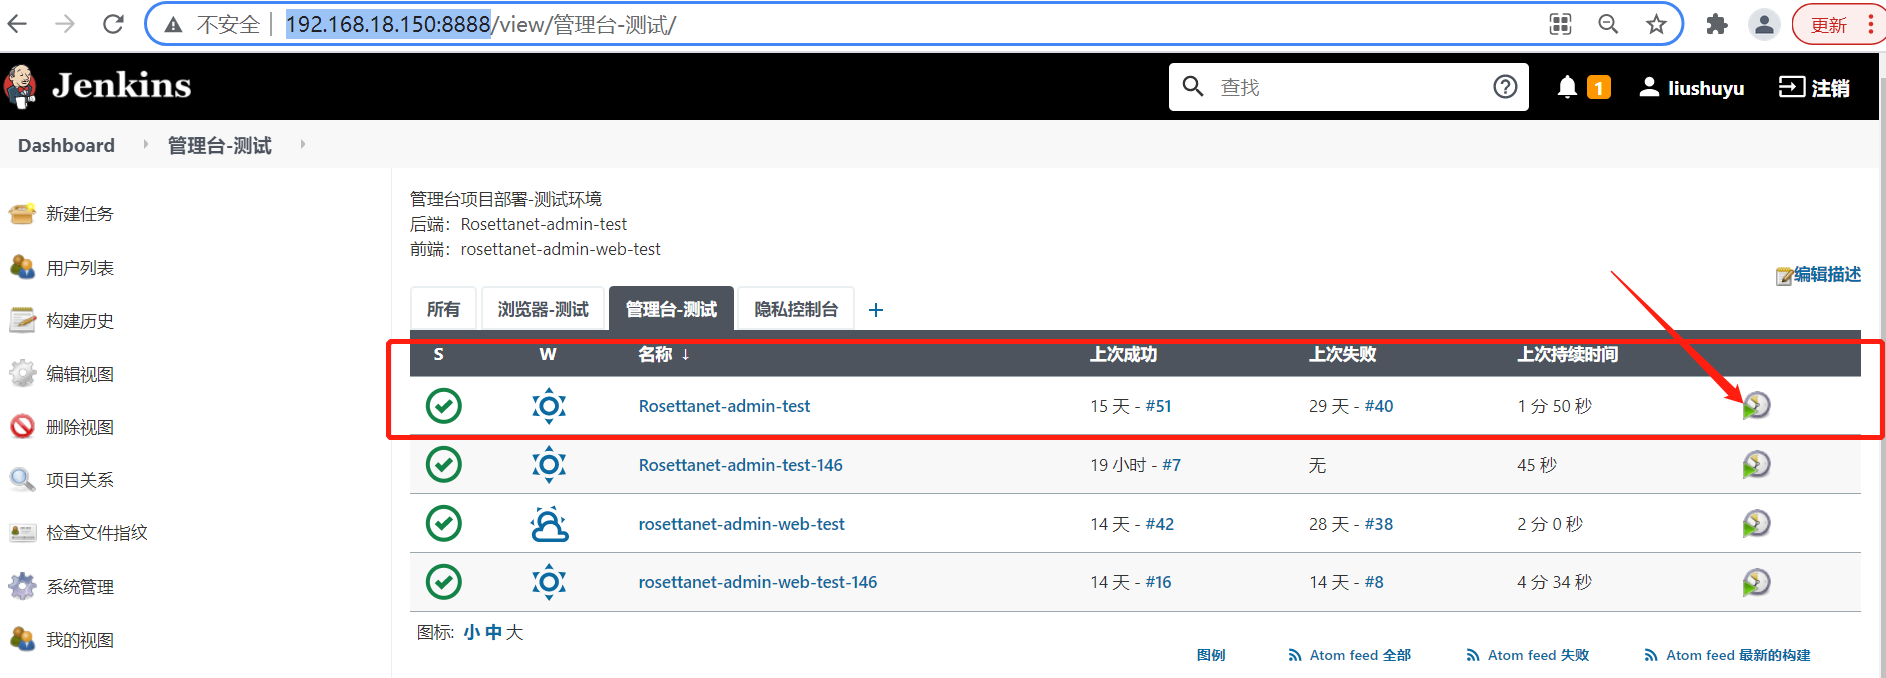 不安全 192.168.18.150:8888/view/管理台-测试/ 更新
Jenkins 查找 1 liushuyu 注销
Dashboard 管理台-测试
新建任务
用户列表
构建历史
编辑视图
删除视图
项目关系
检查文件指纹
系统管理
我的视图
管理台项目部署-测试环境
后端：Rosettanet-admin-test
前端：rosettanet-admin-web-test
编辑描述
所有 浏览器-测试 管理台-测试 隐私控制台 +
S W 名称 ↓ 上次成功 上次失败 上次持续时间
Rosettanet-admin-test 15 天 - #51 29 天 - #40 1 分 50 秒
Rosettanet-admin-test-146 19 小时 - #7 无 45 秒
rosettanet-admin-web-test 14 天 - #42 28 天 - #38 2 分 0 秒
rosettanet-admin-web-test-146 14 天 - #16 14 天 - #8 4 分 34 秒
图标: 小 中 大
图例 Atom feed 全部 Atom feed 失败 Atom feed 最新的构建